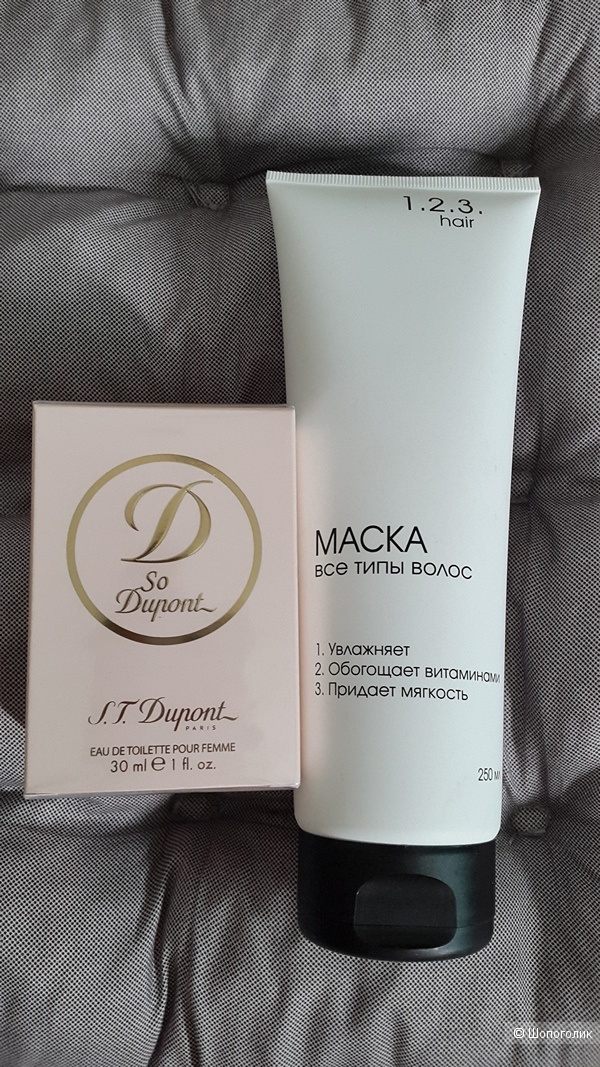 1.2.3.
hair
МАСКА
все типы волос
1. Увлажняет
2. Обогощает витаминами
3. Придает мягкость
250 мл
D
So
Dupont
S.T. Dupont
PARIS
EAU DE TOILETTE POUR FEMME
30 ml e 1 fl. oz.
© Шопоголик